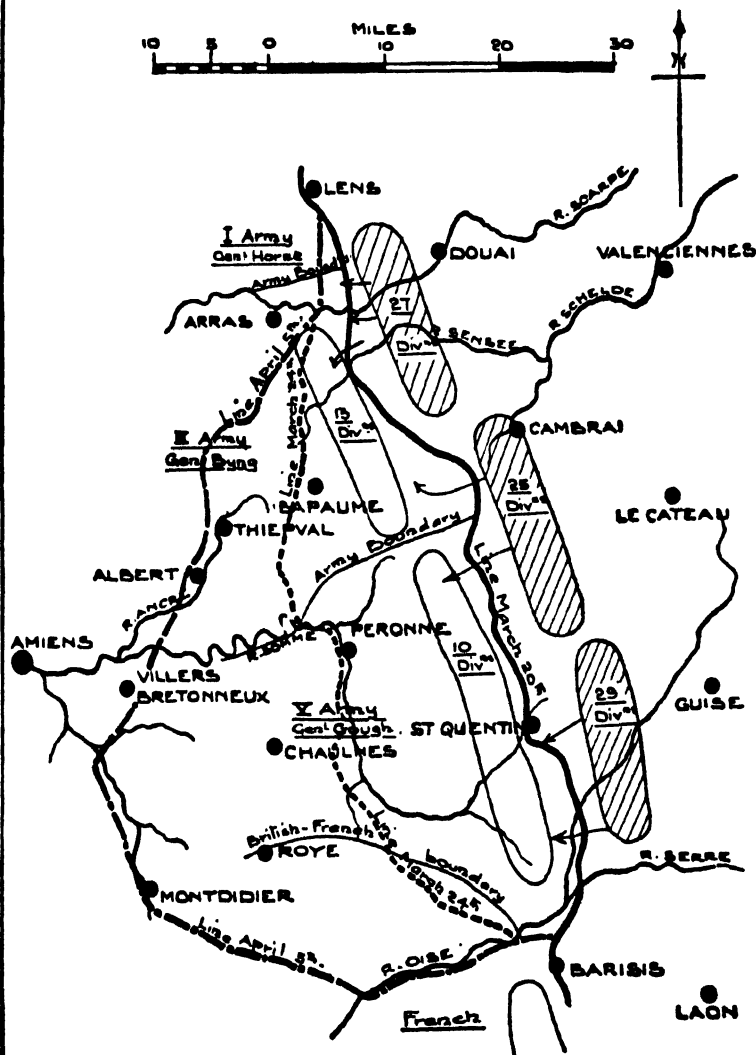 MILES
10 5 0 10 20 30
N
LENS
R. SCARPE
I Army
Genl Horne
DOUAI
VALENCIENNES
Army
ARRAS
27
Divns
R. SENSEE
R SCHELDE
Line April 5th.
Line March 24th
13
Divns
III Army
Genl Byng
CAMBRAI
25
Divns
BAPAUME
THIEPVAL
LE CATEAU
Army Boundary
Line March 20th
ALBERT
R. ANCRE
AMIENS
R. SOMME
PERONNE
10
Divns
VILLERS
BRETONNEUX
29
Divns
GUISE
V Army
Genl Gough.
ST QUENTIN
CHAULNES
British-French
boundary
ROYE
Line March 24th
R. SERRE
MONTDIDIER
Line April 5th.
R. OISE
BARISIS
LAON
French